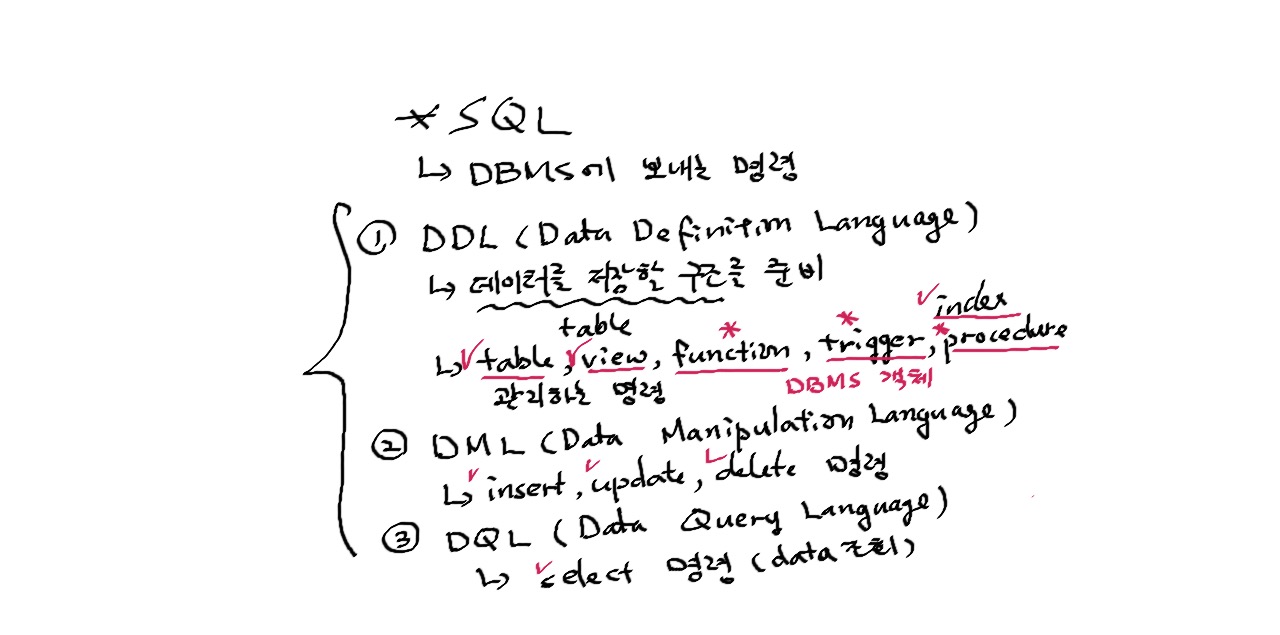 * SQL
↳ DBMS에 보내는 명령
① DDL (Data Definition Language)
↳ 데이터를 저장할 구조를 준비
table
index
↳ table, view, function, trigger, procedure
관리하는 명령
DBMS 객체
② DML (Data Manipulation Language)
↳ insert, update, delete 명령
③ DQL (Data Query Language)
↳ select 명령 (data 조회)